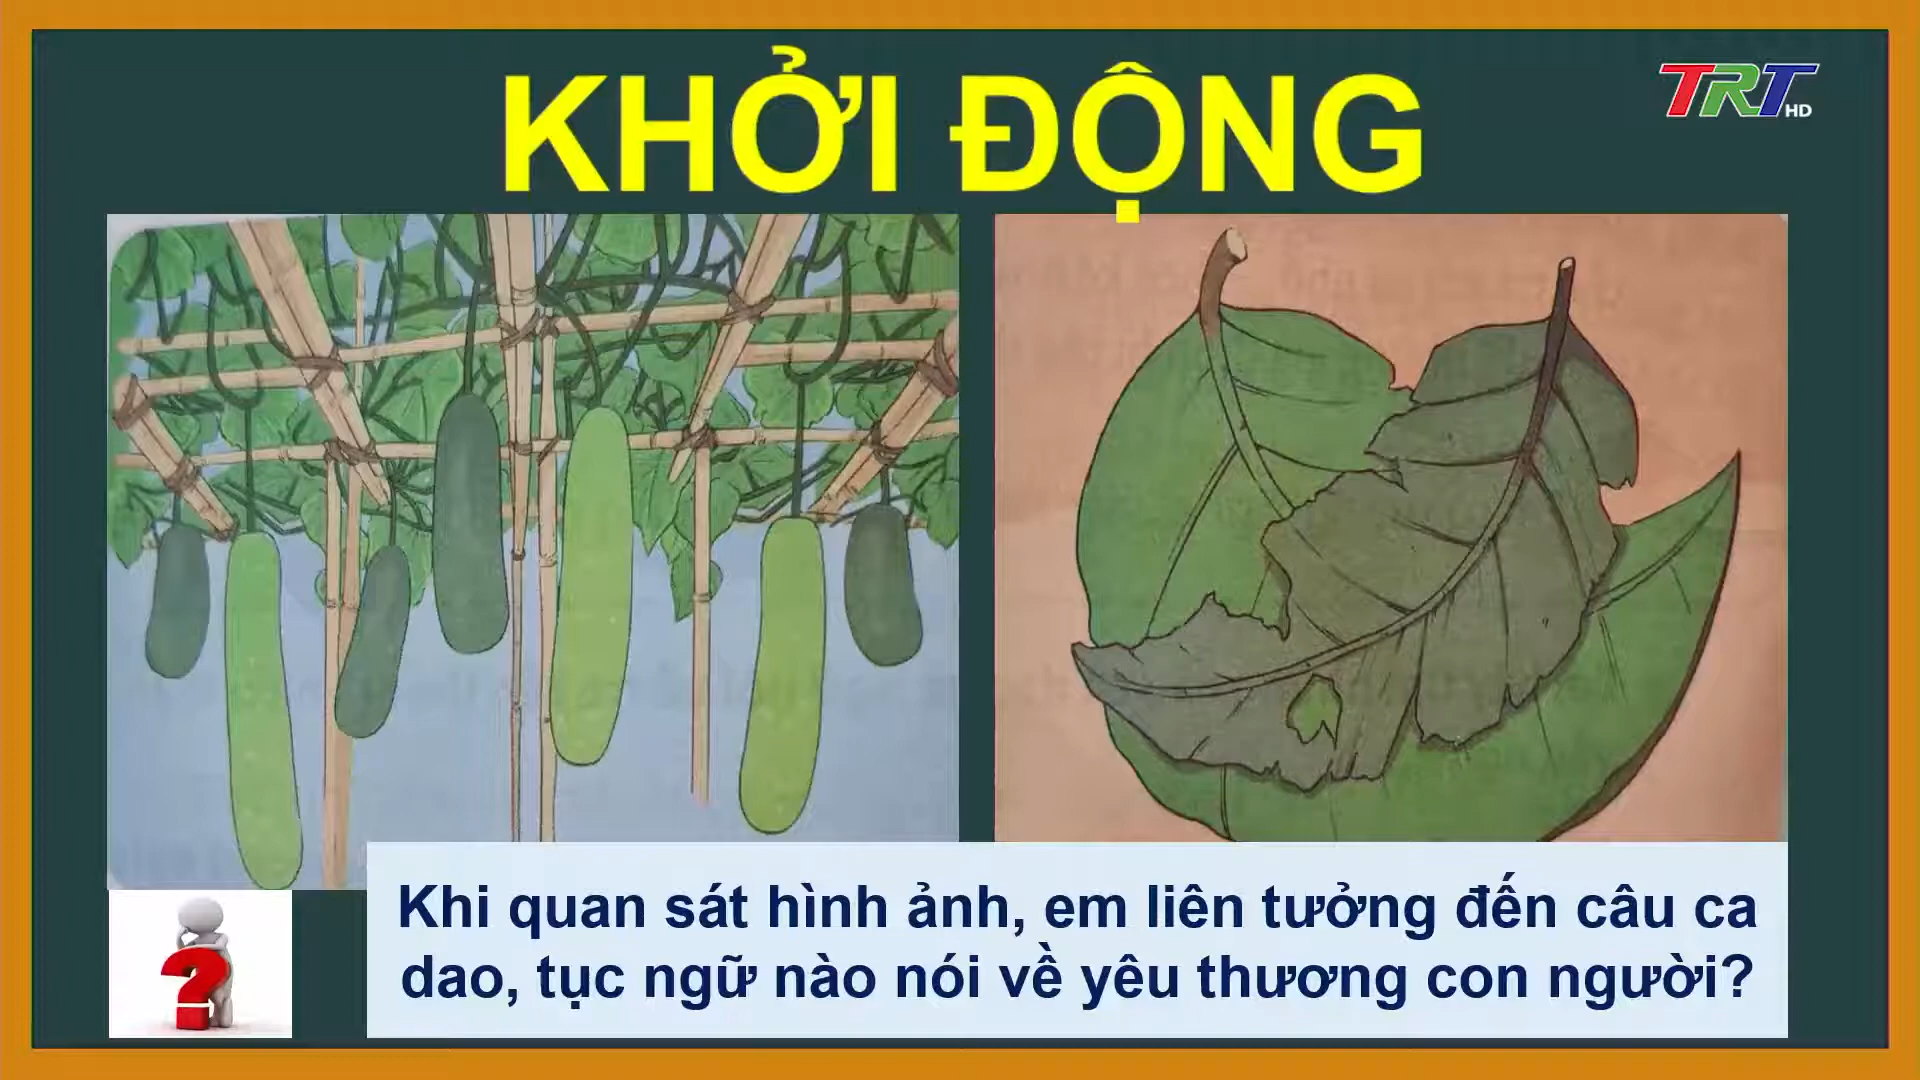 KHỞI ĐỘNG
TRT HD
Khi quan sát hình ảnh, em liên tưởng đến câu ca
dao, tục ngữ nào nói về yêu thương con người?